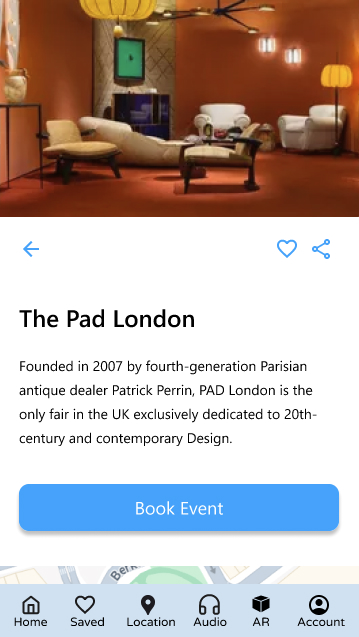 The Pad London
Founded in 2007 by fourth-generation Parisian
antique dealer Patrick Perrin, PAD London is the
only fair in the UK exclusively dedicated to 20th-
century and contemporary Design.
Book Event
Home Saved Location Audio AR Account